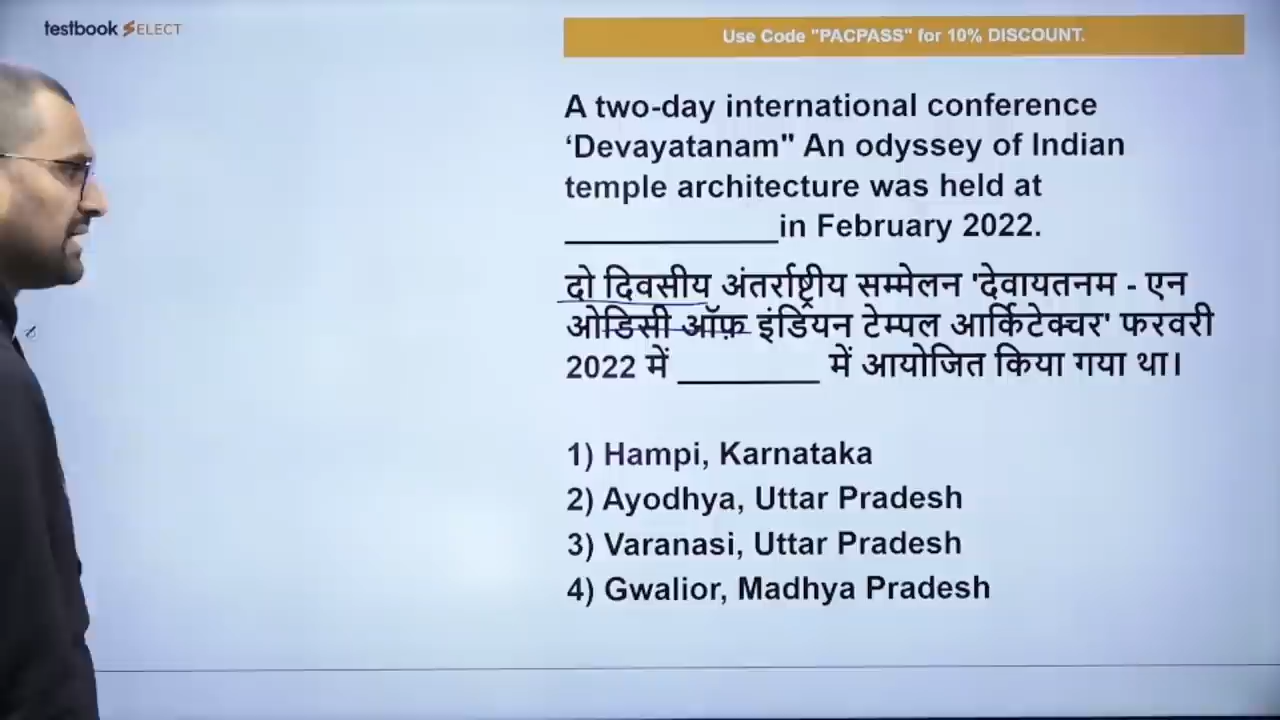 testbook SELECT
Use Code "PACPASS" for 10% DISCOUNT.
A two-day international conference
‘Devayatanam" An odyssey of Indian
temple architecture was held at
____________in February 2022.
दो दिवसीय अंतर्राष्ट्रीय सम्मेलन 'देवायतनम - एन
ओडिसी ऑफ़ इंडियन टेम्पल आर्किटेक्चर' फरवरी
2022 में ________ में आयोजित किया गया था।
1) Hampi, Karnataka
2) Ayodhya, Uttar Pradesh
3) Varanasi, Uttar Pradesh
4) Gwalior, Madhya Pradesh